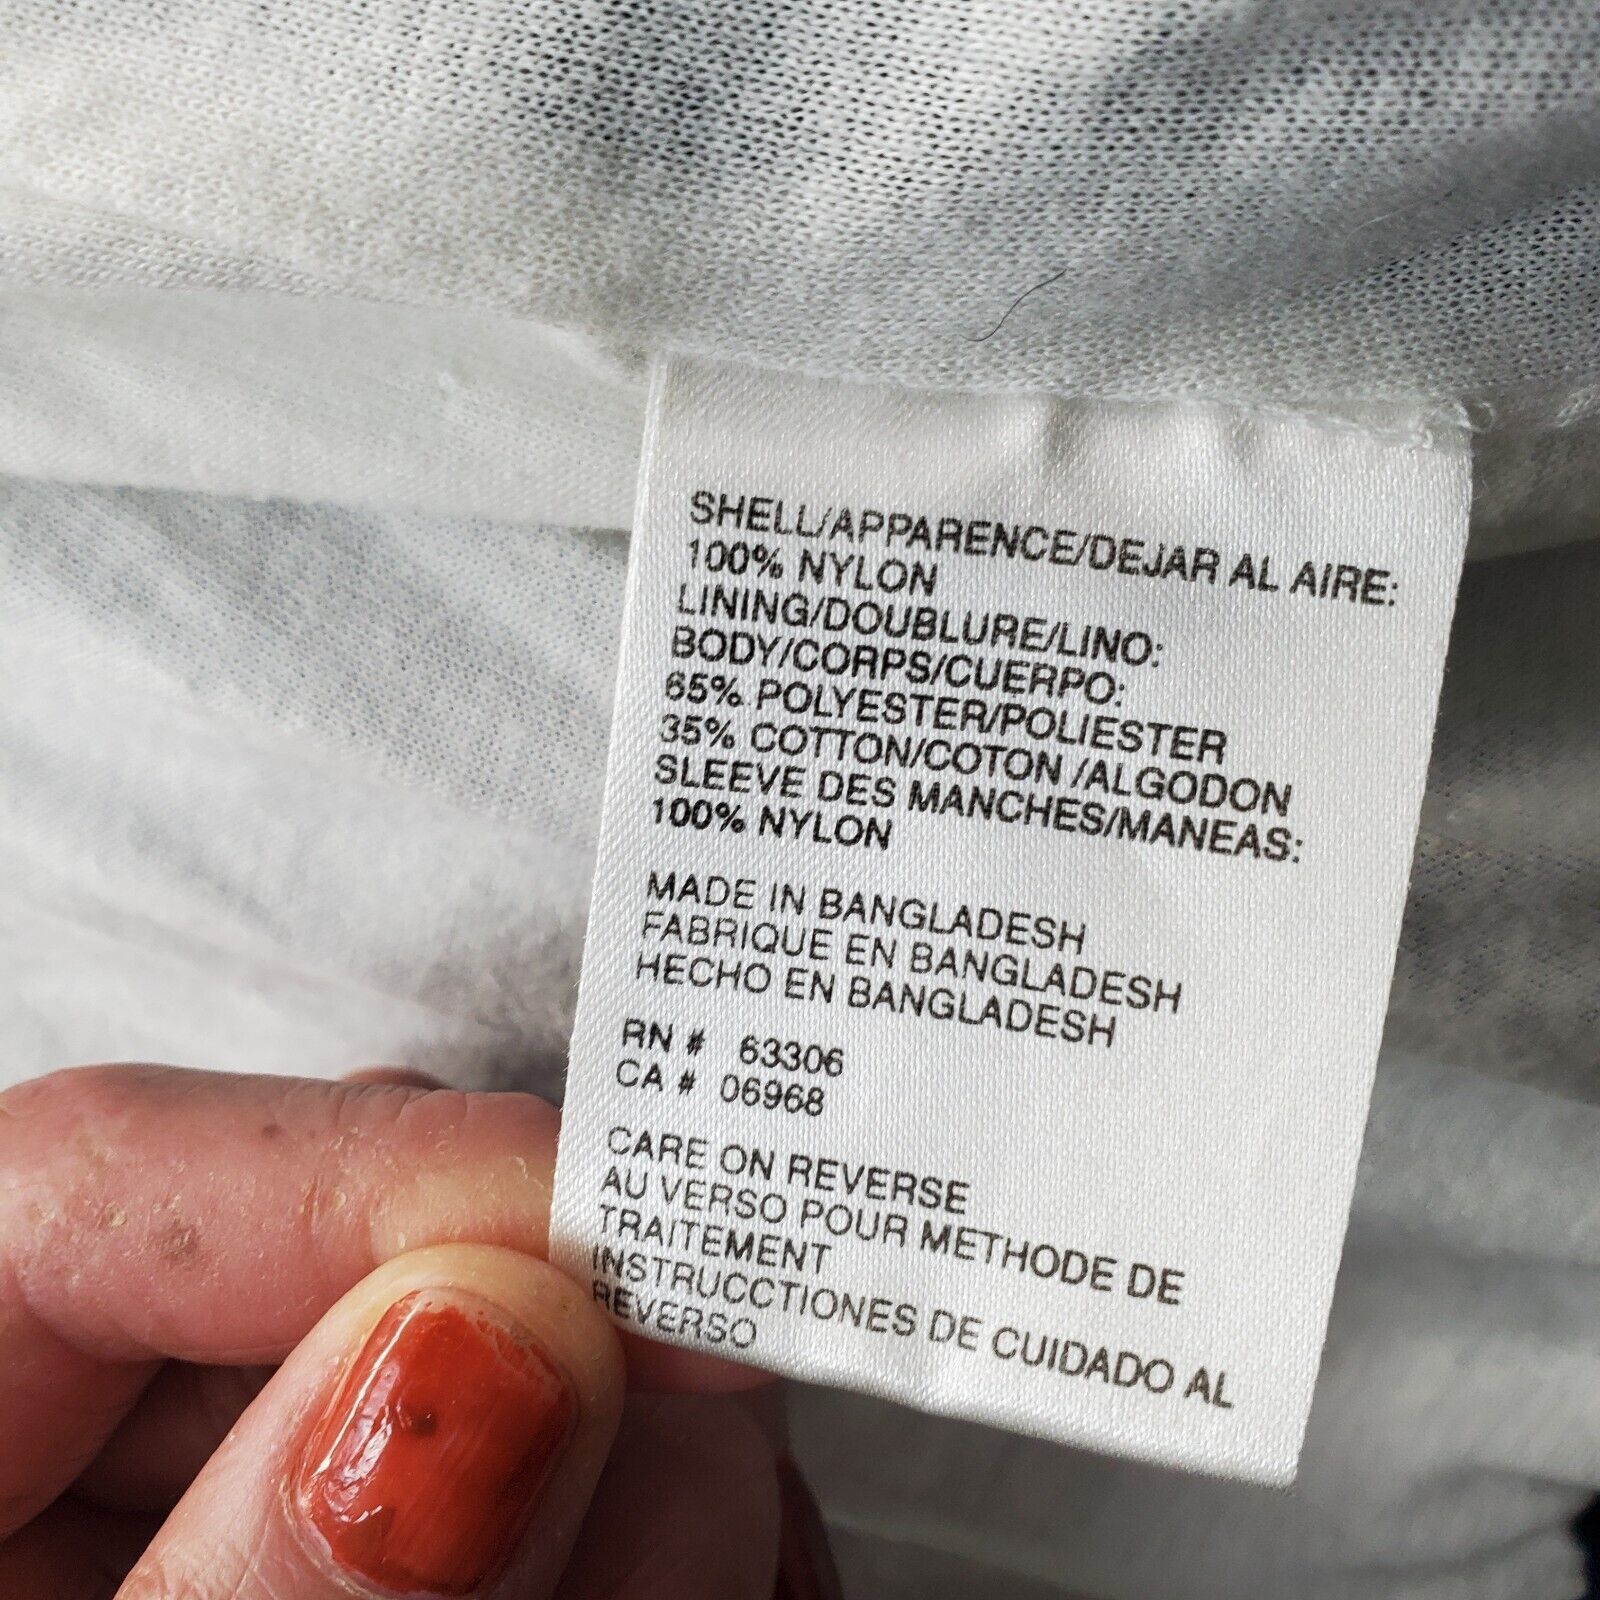 SHELL/APPARENCE/DEJAR AL AIRE:
100% NYLON
LINING/DOUBLURE/LINO:
BODY/CORPS/CUERPO:
65% POLYESTER/POLIESTER
35% COTTON/COTON /ALGODON
SLEEVE DES MANCHES/MANEAS:
100% NYLON
MADE IN BANGLADESH
FABRIQUE EN BANGLADESH
HECHO EN BANGLADESH
RN # 63306
CA # 06968
CARE ON REVERSE
AU VERSO POUR METHODE DE
TRAITEMENT
INSTRUCCTIONES DE CUIDADO AL
REVERSO